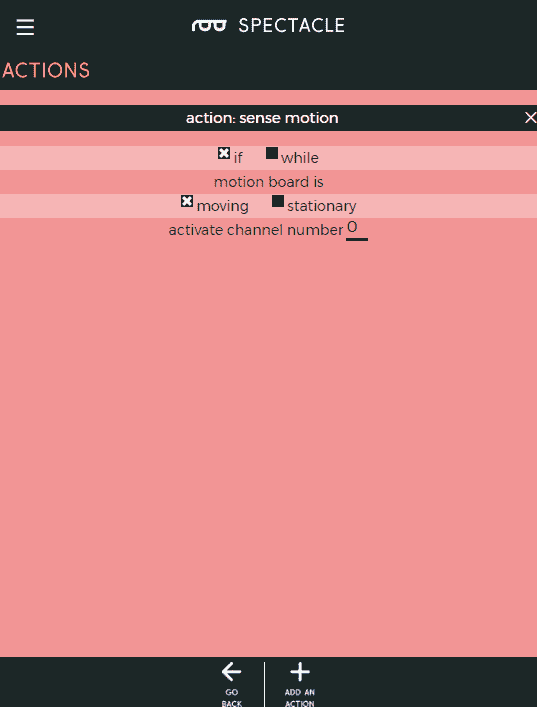 SPECTACLE
ACTIONS
action: sense motion
if while
motion board is
moving stationary
activate channel number 0
GO BACK
ADD AN ACTION